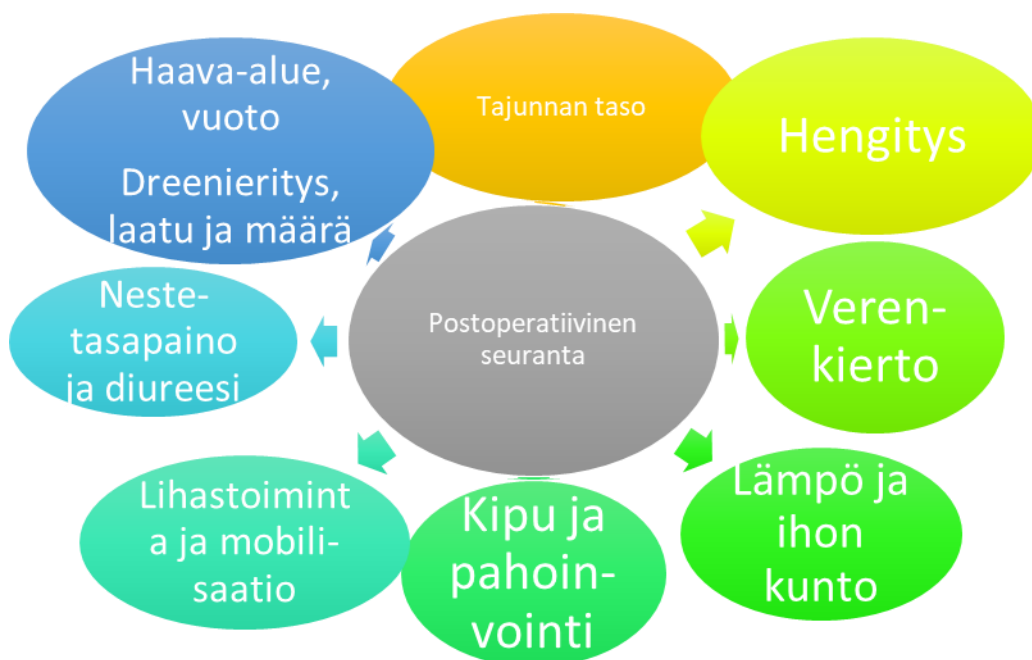 Haava-alue,
vuoto
Dreenieritys,
laatu ja määrä
Tajunnan taso
Hengitys
Postoperatiivinen
seuranta
Neste-
tasapaino
ja diureesi
Veren-
kierto
Lihastoimint
a ja mobili-
saatio
Kipu ja
pahoin-
vointi
Lämpö ja
ihon
kunto